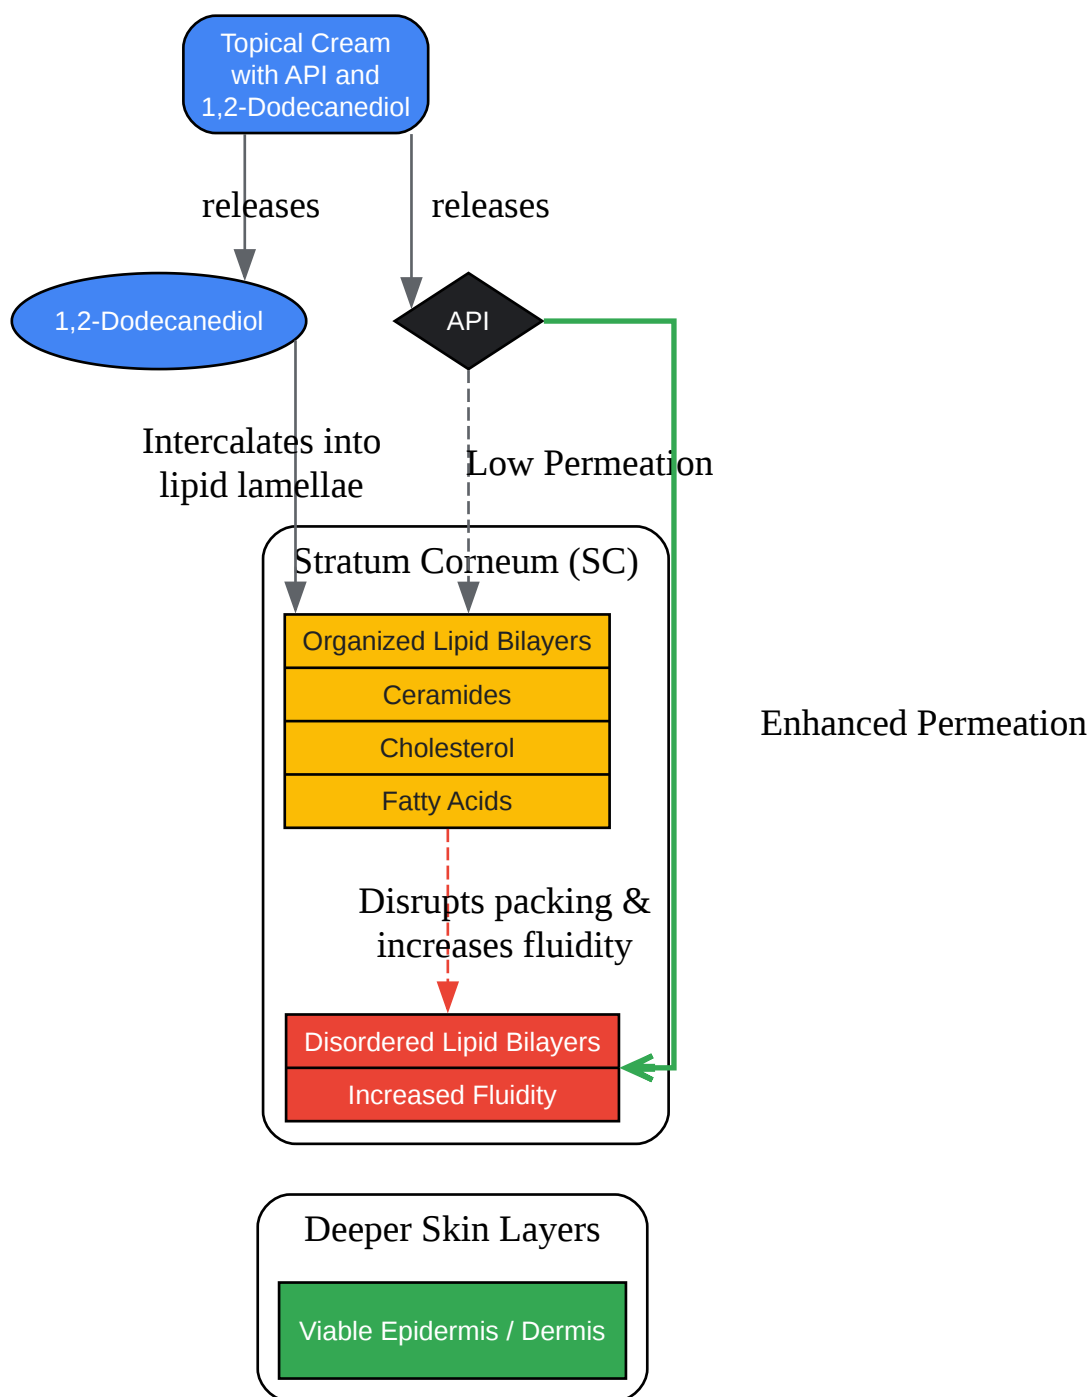 Topical Cream
with API and
1,2-Dodecanediol
releases
releases
1,2-Dodecanediol
API
Intercalates into
lipid lamellae
Low Permeation
Stratum Corneum (SC)
Organized Lipid Bilayers
Ceramides
Cholesterol
Fatty Acids
Enhanced Permeation
Disrupts packing &
increases fluidity
Disordered Lipid Bilayers
Increased Fluidity
Deeper Skin Layers
Viable Epidermis / Dermis